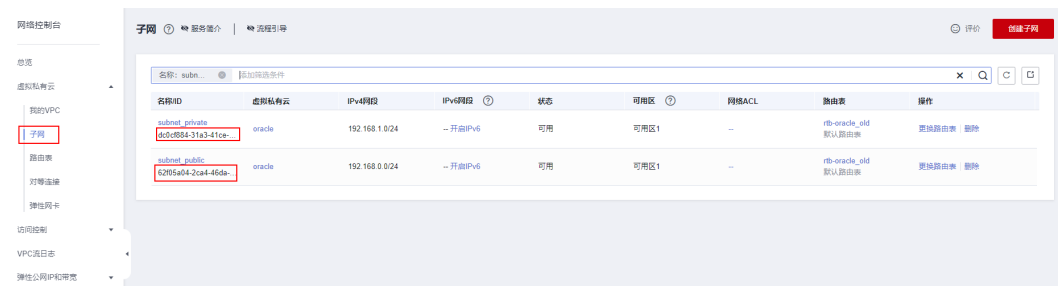 网络控制台
子网 ? 服务简介 | 流程引导
评价 创建子网
总览
虚拟私有云
我的VPC
子网
路由表
对等连接
弹性网卡
访问控制
VPC流日志
弹性公网IP和带宽
名称: subn... 添加筛选条件
名称/ID 虚拟私有云 IPv4网段 IPv6网段 ? 状态 可用区 ? 网络ACL 路由表 操作
subnet_private
dc0cf884-31a3-41ce-...
oracle 192.168.1.0/24 -- 开启IPv6 可用 可用区1 --
rtb-oracle_old
默认路由表
更换路由表 | 删除
subnet_public
62f05a04-2ca4-46da-...
oracle 192.168.0.0/24 -- 开启IPv6 可用 可用区1 --
rtb-oracle_old
默认路由表
更换路由表 | 删除